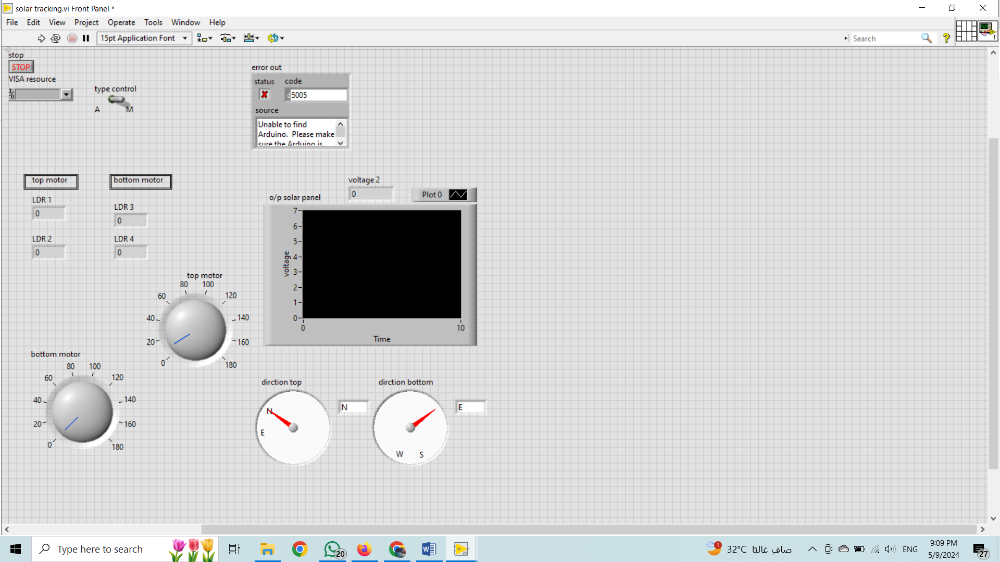 solar tracking.vi Front Panel *
File Edit View Project Operate Tools Window Help
15pt Application Font
Search
1
stop
STOP
VISA resource
I/O
type control
A M
error out
status code
d 5005
source
Unable to find
Arduino. Please make
sure the Arduino is
top motor
bottom motor
LDR 1
0
LDR 3
0
LDR 2
0
LDR 4
0
voltage 2
0
o/p solar panel
Plot 0
7
6
5
4
3
2
1
0
voltage
0 10
Time
top motor
0 20 40 60 80 100 120 140 160 180
bottom motor
0 20 40 60 80 100 120 140 160 180
dirction top
N
E
N
dirction bottom
W S
E
Type here to search
20
1
32°C صافٍ غالبًا
ENG
9:09 PM
5/9/2024
27